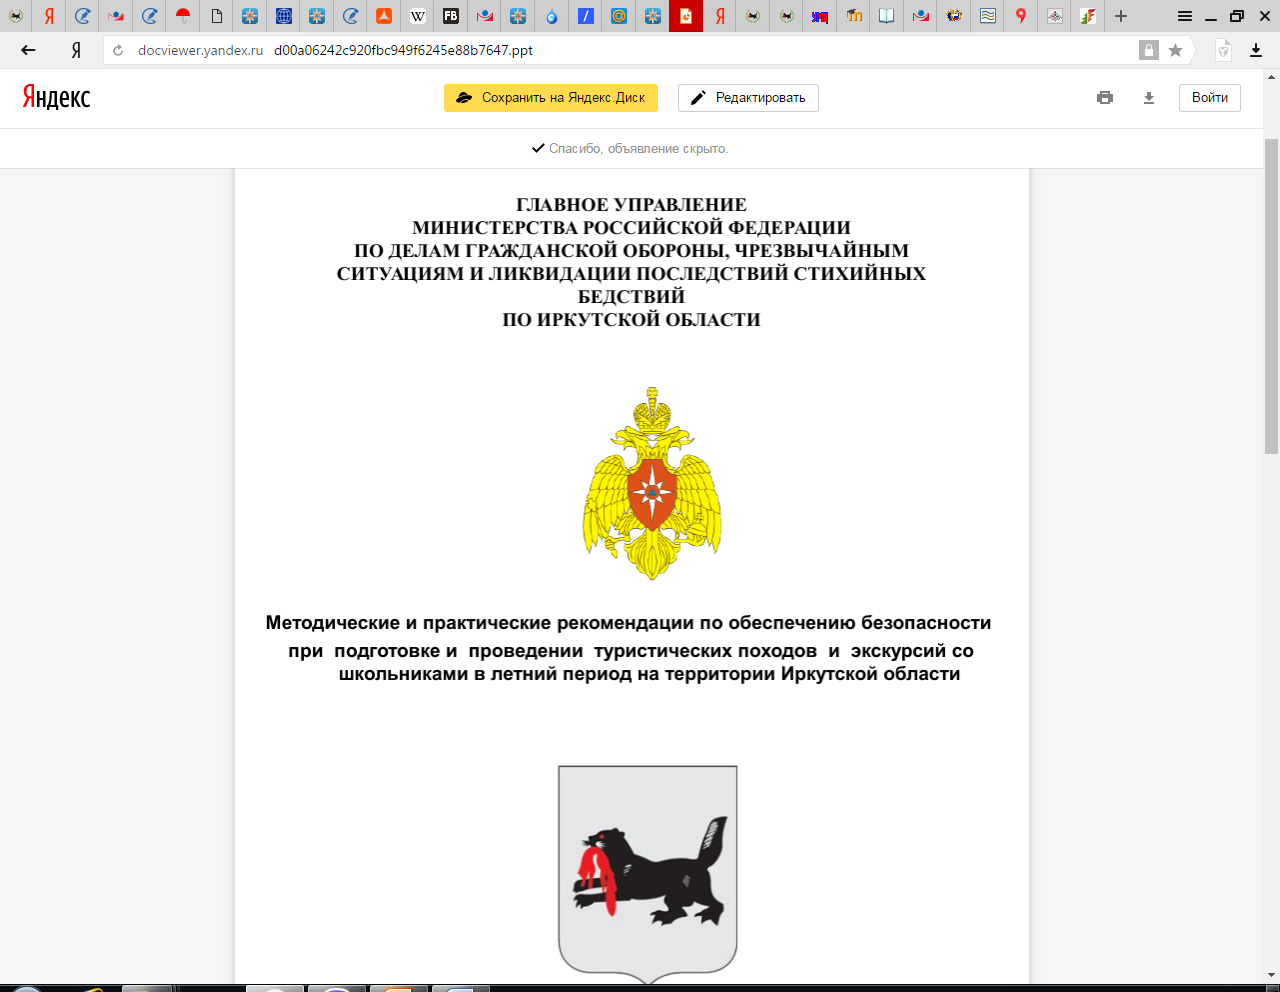 docviewer.yandex.ru d00a06242c920fbc949f6245e88b7647.ppt
Яндекс
Сохранить на Яндекс.Диск
Редактировать
Войти
Спасибо, объявление скрыто.
ГЛАВНОЕ УПРАВЛЕНИЕ
МИНИСТЕРСТВА РОССИЙСКОЙ ФЕДЕРАЦИИ
ПО ДЕЛАМ ГРАЖДАНСКОЙ ОБОРОНЫ, ЧРЕЗВЫЧАЙНЫМ
СИТУАЦИЯМ И ЛИКВИДАЦИИ ПОСЛЕДСТВИЙ СТИХИЙНЫХ
БЕДСТВИЙ
ПО ИРКУТСКОЙ ОБЛАСТИ
Методические и практические рекомендации по обеспечению безопасности
при подготовке и проведении туристических походов и экскурсий со
школьниками в летний период на территории Иркутской области